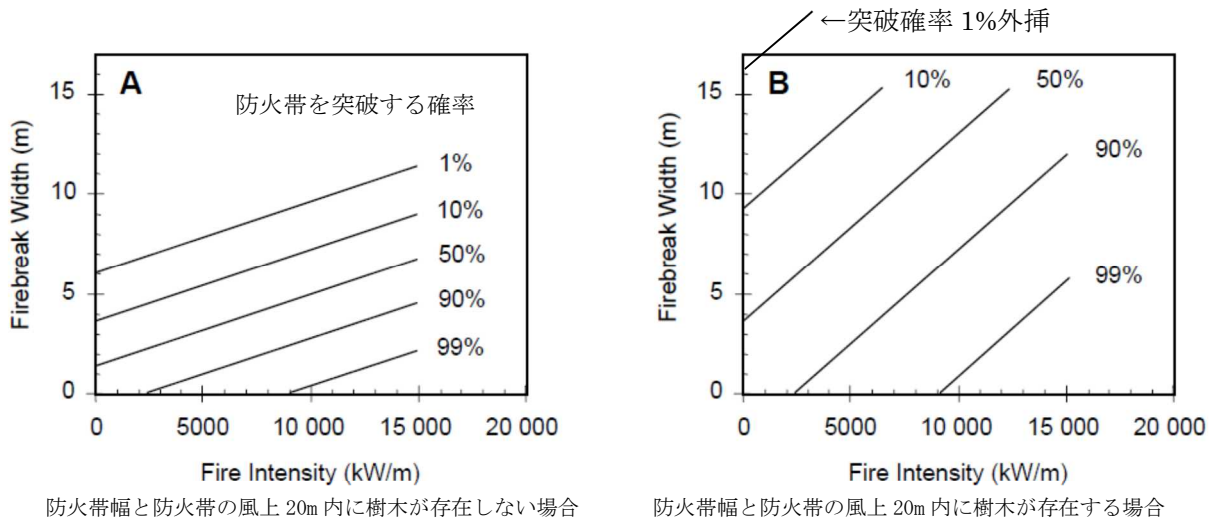 ←突破確率 1%外挿
A
防火帯を突破する確率
1%
10%
50%
90%
99%
15
10
5
0
Firebreak Width (m)
0 5000 10 000 15 000 20 000
Fire Intensity (kW/m)
防火帯幅と防火帯の風上 20m 内に樹木が存在しない場合
B
10%
50%
90%
99%
15
10
5
0
Firebreak Width (m)
0 5000 10 000 15 000 20 000
Fire Intensity (kW/m)
防火帯幅と防火帯の風上 20m 内に樹木が存在する場合